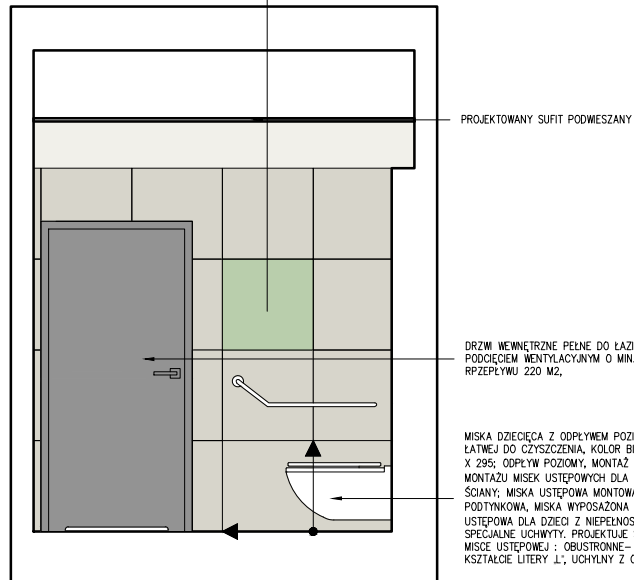 PROJEKTOWANY SUFIT PODWIESZANY
DRZWI WEWNĘTRZNE PEŁNE DO ŁAZI
PODCIĘCIEM WENTYLACYJNYM O MIN.
RPZEPŁYWU 220 M2,
MISKA DZIECIĘCA Z ODPŁYWEM POZI
ŁATWEJ DO CZYSZCZENIA, KOLOR BI
X 295; ODPŁYW POZIOMY, MONTAŻ
MONTAŻU MISEK USTĘPOWYCH DLA
ŚCIANY; MISKA USTĘPOWA MONTOWA
PODTYNKOWA, MISKA WYPOSAŻONA
USTĘPOWA DLA DZIECI Z NIEPEŁNOS
SPECJALNE UCHWYTY. PROJEKTUJE
MISCE USTĘPOWEJ : OBUSTRONNE-
KSZTAŁCIE LITERY „L", UCHYLNY Z